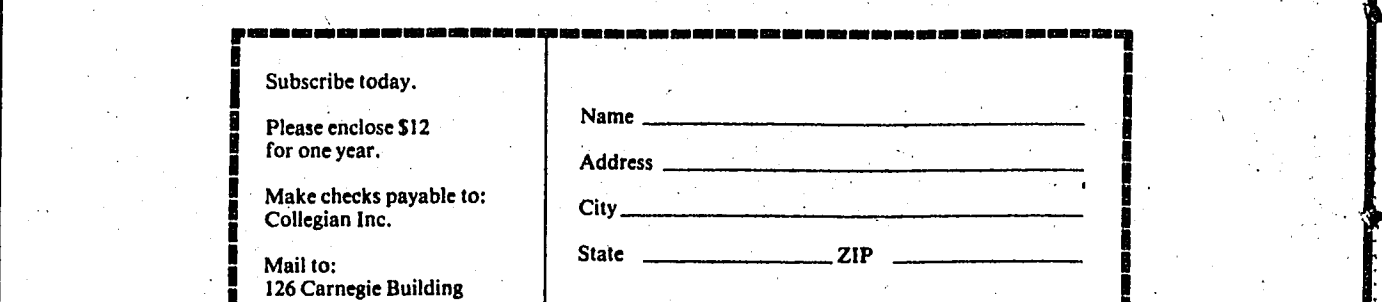 Subscribe today.
Please enclose $12
for one year.
Make checks payable to:
Collegian Inc.
Mail to:
126 Carnegie Building
Name
Address
City
State ZIP